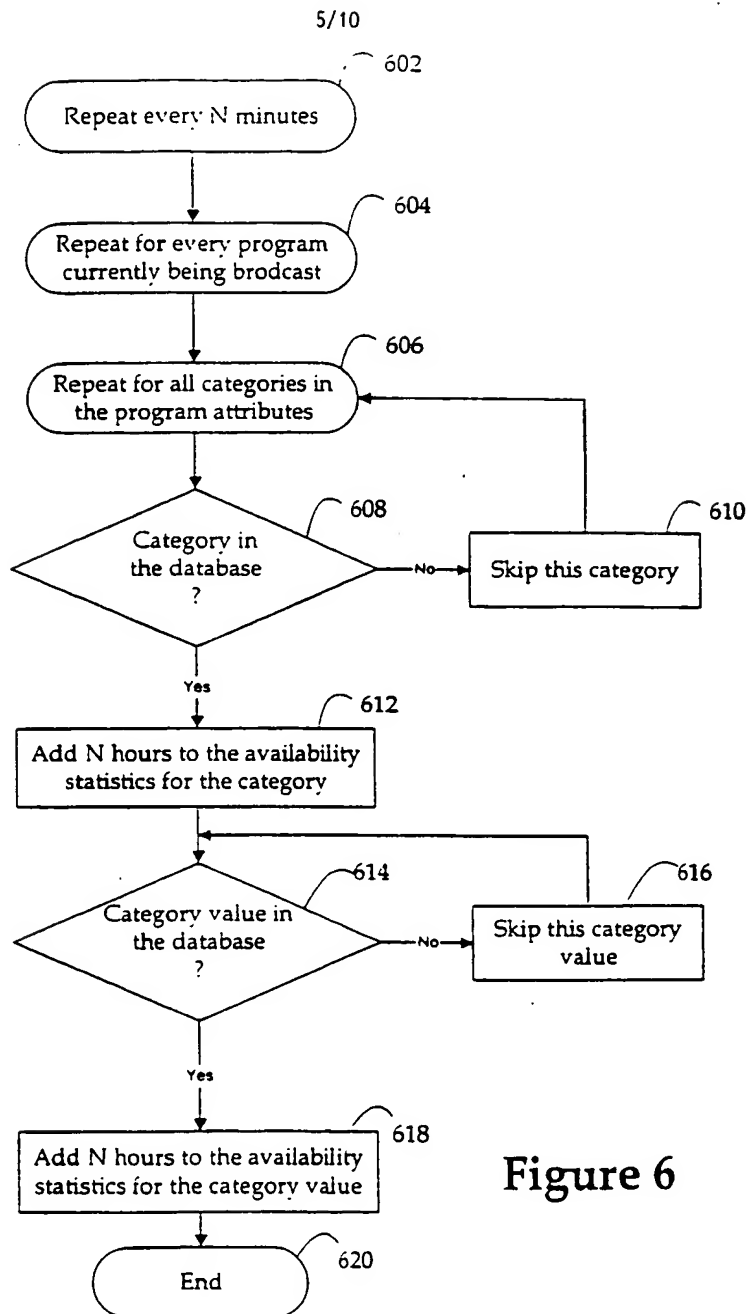 5/10
602
Repeat every N minutes
604
Repeat for every program
currently being brodcast
606
Repeat for all categories in
the program attributes
608
Category in
the database
?
No
610
Skip this category
Yes
612
Add N hours to the availability
statistics for the category
614
Category value in
the database
?
No
616
Skip this category
value
Yes
618
Add N hours to the availability
statistics for the category value
620
End
Figure 6